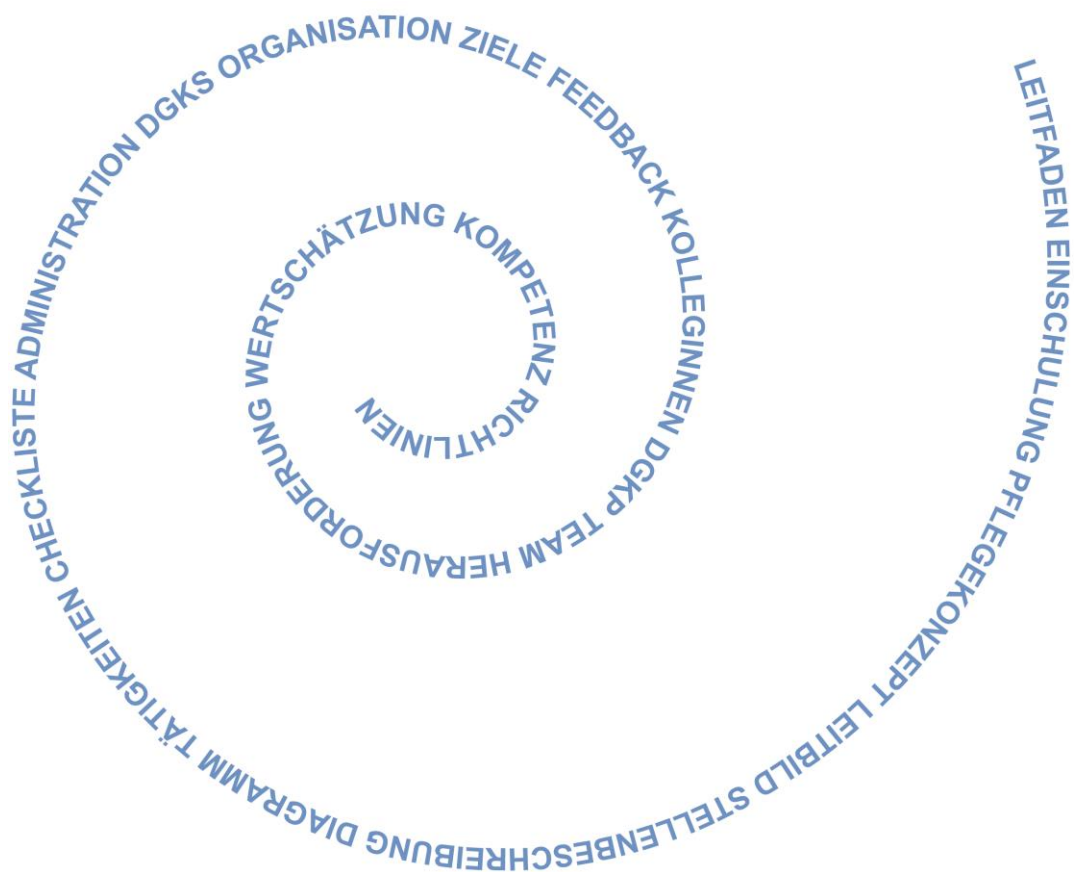 LEITFADEN EINSCHULUNG PFLEGEKONZEPT LEITBILD STELLENBESCHREIBUNG DIAGRAMM TÄTIGKEITEN CHECKLISTE ADMINISTRATION DGKS ORGANISATION ZIELE FEEDBACK KOLLEGINNEN DGKP TEAM HERAUSFORDERUNG WERTSCHÄTZUNG KOMPETENZ RICHTLINIEN